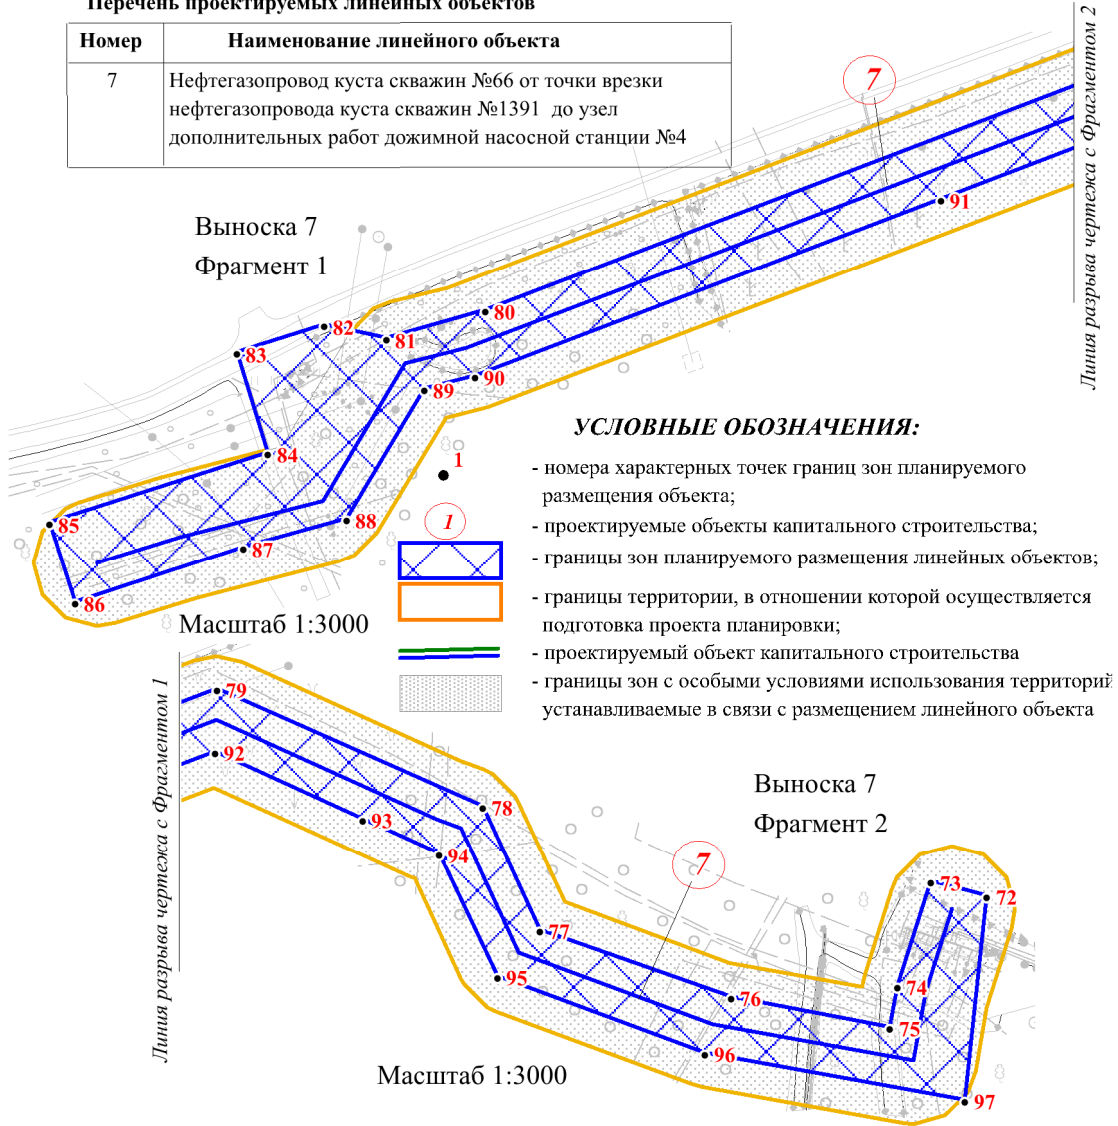 Перечень проектируемых линейных объектов
Номер
Наименование линейного объекта
7
Нефтегазопровод куста скважин №66 от точки врезки
нефтегазопровода куста скважин №1391 до узел
дополнительных работ дожимной насосной станции №4
7
Линия разрыва чертежа с Фрагментом 2
91
Выноска 7
Фрагмент 1
80
82
81
83
90
89
84
85
88
87
86
УСЛОВНЫЕ ОБОЗНАЧЕНИЯ:
1
- номера характерных точек границ зон планируемого
размещения объекта;
1
- проектируемые объекты капитального строительства;
- границы зон планируемого размещения линейных объектов;
- границы территории, в отношении которой осуществляется
подготовка проекта планировки;
- проектируемый объект капитального строительства
- границы зон с особыми условиями использования территорий
устанавливаемые в связи с размещением линейного объекта
Масштаб 1:3000
Линия разрыва чертежа с Фрагментом 1
79
92
78
93
94
Выноска 7
Фрагмент 2
7
73
72
77
95
74
76
75
96
97
Масштаб 1:3000